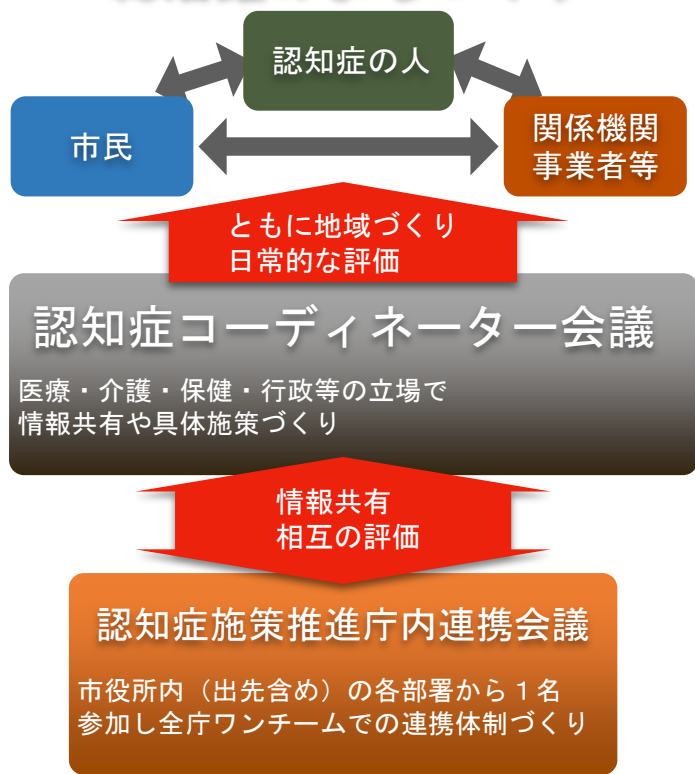 認知症の人
市民
関係機関
事業者等
ともに地域づくり
日常的な評価
認知症コーディネーター会議
医療・介護・保健・行政等の立場で
情報共有や具体施策づくり
情報共有
相互の評価
認知症施策推進庁内連携会議
市役所内（出先含め）の各部署から１名
参加し全庁ワンチームでの連携体制づくり